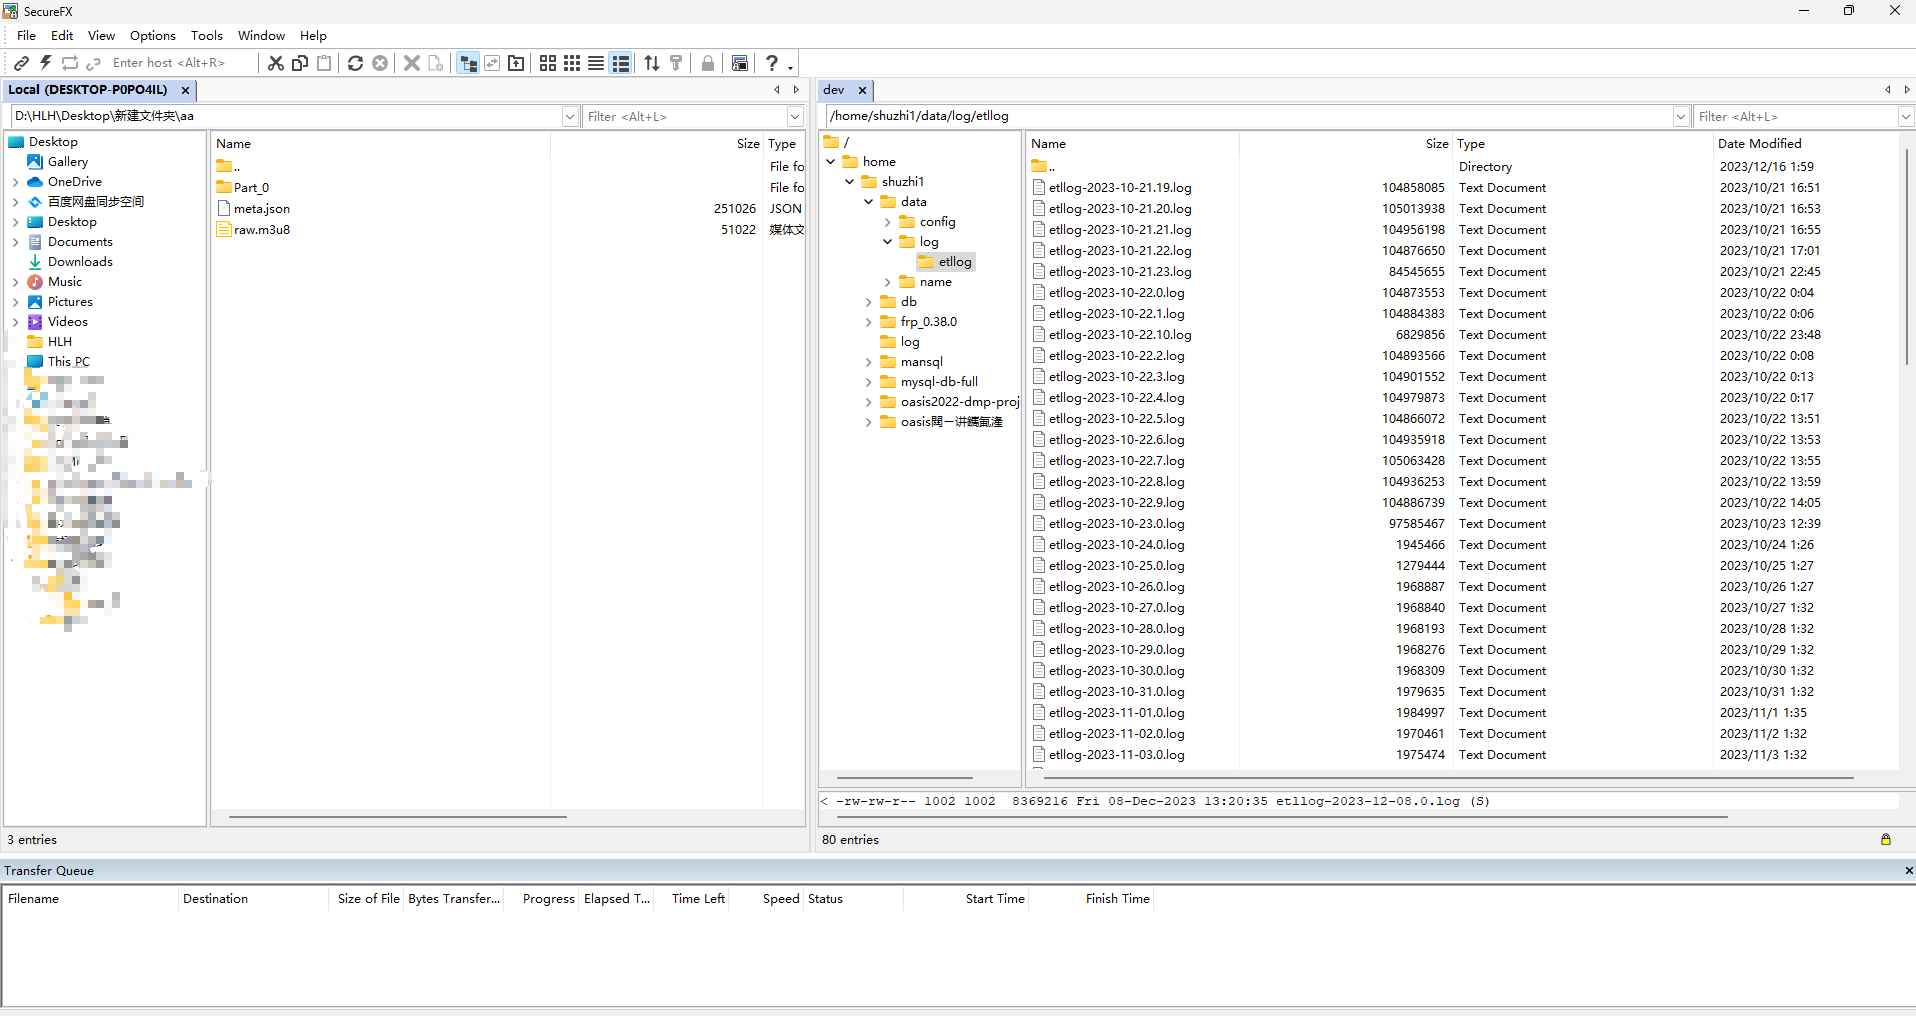 SecureFX
File Edit View Options Tools Window Help
Enter host <Alt+R>
Local (DESKTOP-P0PO4IL)
D:\HLH\Desktop\新建文件夹\aa
Filter <Alt+L>
Desktop
Gallery
OneDrive
百度网盘同步空间
Desktop
Documents
Downloads
Music
Pictures
Videos
HLH
This PC
Name Size Type
.. File fo
Part_0 File fo
meta.json 251026 JSON
raw.m3u8 51022 媒体文
3 entries
dev
/home/shuzhi1/data/log/etllog
Filter <Alt+L>
/
home
shuzhi1
data
config
log
etllog
name
db
frp_0.38.0
log
mansql
mysql-db-full
oasis2022-dmp-proj
Name Size Type Date Modified
.. Directory 2023/12/16 1:59
etllog-2023-10-21.19.log 104858085 Text Document 2023/10/21 16:51
etllog-2023-10-21.20.log 105013938 Text Document 2023/10/21 16:53
etllog-2023-10-21.21.log 104956198 Text Document 2023/10/21 16:55
etllog-2023-10-21.22.log 104876650 Text Document 2023/10/21 17:01
etllog-2023-10-21.23.log 84545655 Text Document 2023/10/21 22:45
etllog-2023-10-22.0.log 104873553 Text Document 2023/10/22 0:04
etllog-2023-10-22.1.log 104884383 Text Document 2023/10/22 0:06
etllog-2023-10-22.10.log 6829856 Text Document 2023/10/22 23:48
etllog-2023-10-22.2.log 104893566 Text Document 2023/10/22 0:08
etllog-2023-10-22.3.log 104901552 Text Document 2023/10/22 0:13
etllog-2023-10-22.4.log 104979873 Text Document 2023/10/22 0:17
etllog-2023-10-22.5.log 104866072 Text Document 2023/10/22 13:51
etllog-2023-10-22.6.log 104935918 Text Document 2023/10/22 13:53
etllog-2023-10-22.7.log 105063428 Text Document 2023/10/22 13:55
etllog-2023-10-22.8.log 104936253 Text Document 2023/10/22 13:59
etllog-2023-10-22.9.log 104886739 Text Document 2023/10/22 14:05
etllog-2023-10-23.0.log 97585467 Text Document 2023/10/23 12:39
etllog-2023-10-24.0.log 1945466 Text Document 2023/10/24 1:26
etllog-2023-10-25.0.log 1279444 Text Document 2023/10/25 1:27
etllog-2023-10-26.0.log 1968887 Text Document 2023/10/26 1:27
etllog-2023-10-27.0.log 1968840 Text Document 2023/10/27 1:32
etllog-2023-10-28.0.log 1968193 Text Document 2023/10/28 1:32
etllog-2023-10-29.0.log 1968276 Text Document 2023/10/29 1:32
etllog-2023-10-30.0.log 1968309 Text Document 2023/10/30 1:32
etllog-2023-10-31.0.log 1979635 Text Document 2023/10/31 1:32
etllog-2023-11-01.0.log 1984997 Text Document 2023/11/1 1:35
etllog-2023-11-02.0.log 1970461 Text Document 2023/11/2 1:32
etllog-2023-11-03.0.log 1975474 Text Document 2023/11/3 1:32
< -rw-rw-r-- 1002 1002 8369216 Fri 08-Dec-2023 13:20:35 etllog-2023-12-08.0.log (S)
80 entries
Transfer Queue
Filename Destination Size of File Bytes Transfer... Progress Elapsed T... Time Left Speed Status Start Time Finish Time